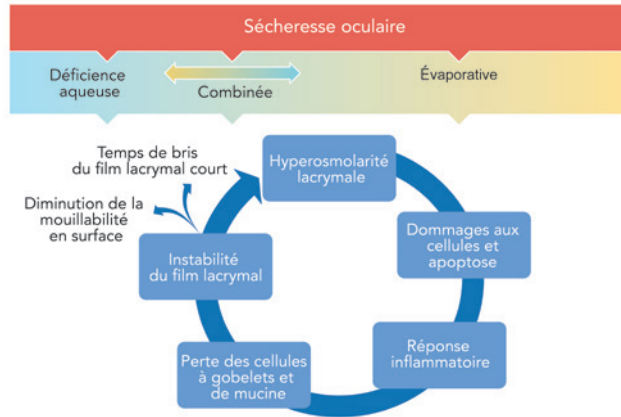 Sécheresse oculaire
Déficience
aqueuse
Combinée
Évaporative
Temps de bris
du film lacrymal court
Diminution de la
mouillabilité
en surface
Hyperosmolarité
lacrymale
Dommages aux
cellules et
apoptose
Réponse
inflammatoire
Perte des cellules
à gobelets et
de mucine
Instabilité
du film lacrymal